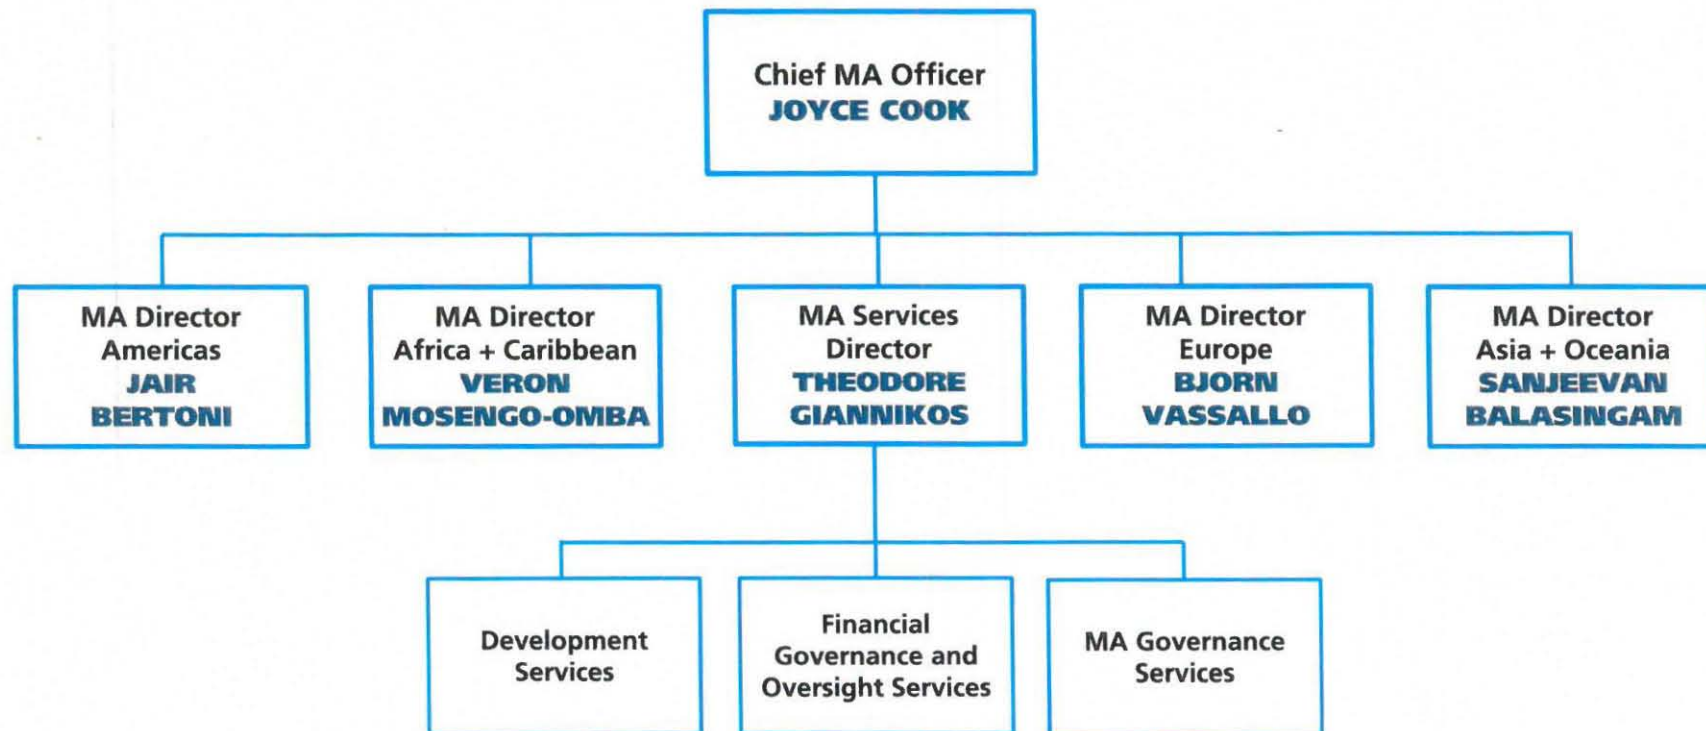 Chief MA Officer
JOYCE COOK
MA Director
Americas
JAIR
BERTONI
MA Director
Africa + Caribbean
VERON
MOSENGO-OMBA
MA Services
Director
THEODORE
GIANNIKOS
MA Director
Europe
BJORN
VASSALLO
MA Director
Asia + Oceania
SANJEEVAN
BALASINGAM
Development
Services
Financial
Governance and
Oversight Services
MA Governance
Services